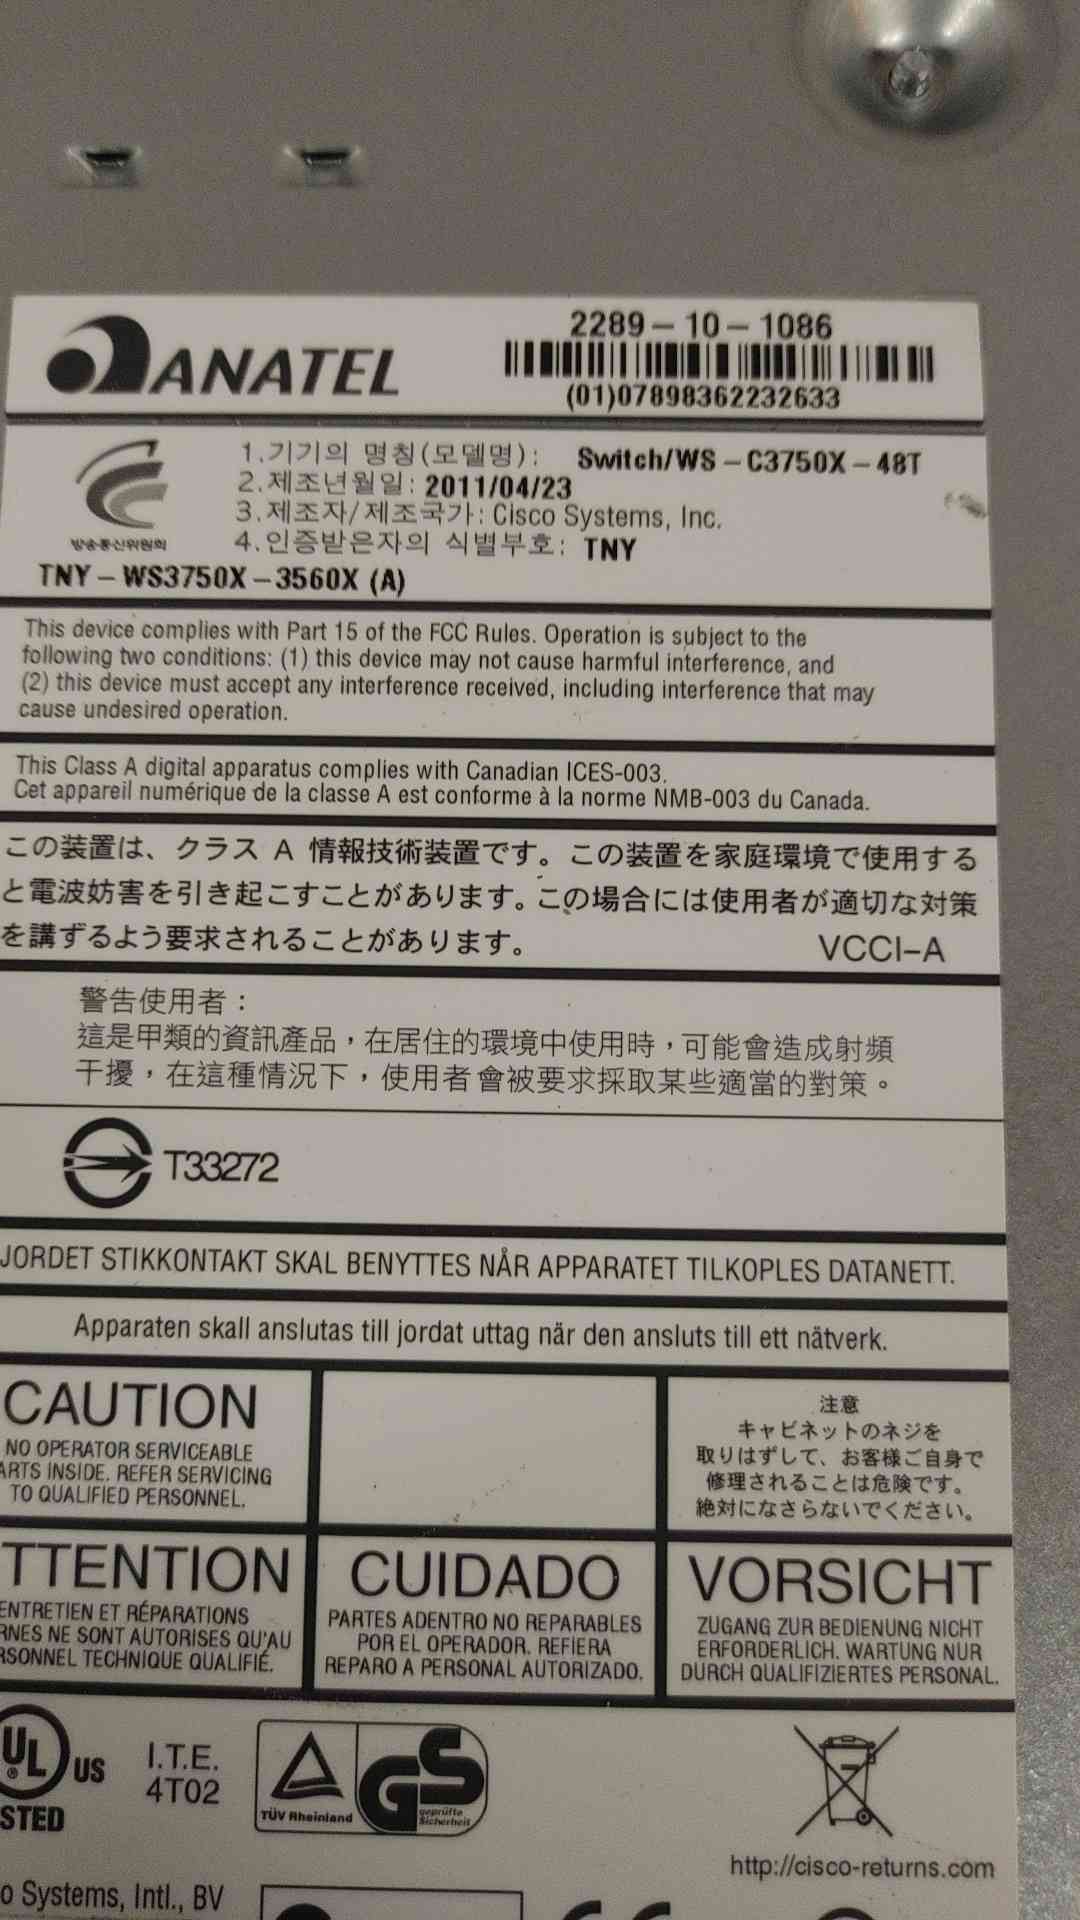 ANATEL
2289-10-1086
(01)07898362232633
1.기기의 명칭(모델명): Switch/WS-C3750X-48T
2.제조년월일: 2011/04/23
3.제조자/제조국가: Cisco Systems, Inc.
4.인증받은자의 식별부호: TNY
방송통신위원회
TNY-WS3750X-3560X (A)
This device complies with Part 15 of the FCC Rules. Operation is subject to the
following two conditions: (1) this device may not cause harmful interference, and
(2) this device must accept any interference received, including interference that may
cause undesired operation.
This Class A digital apparatus complies with Canadian ICES-003.
Cet appareil numérique de la classe A est conforme à la norme NMB-003 du Canada.
この装置は、クラス A 情報技術装置です。この装置を家庭環境で使用する
と電波妨害を引き起こすことがあります。この場合には使用者が適切な対策
を講ずるよう要求されることがあります。 VCCI-A
警告使用者：
這是甲類的資訊產品，在居住的環境中使用時，可能會造成射頻
干擾，在這種情況下，使用者會被要求採取某些適當的對策。
T33272
JORDET STIKKONTAKT SKAL BENYTTES NÅR APPARATET TILKOPLES DATANETT.
Apparaten skall anslutas till jordat uttag när den ansluts till ett nätverk.
CAUTION
NO OPERATOR SERVICEABLE
ARTS INSIDE. REFER SERVICING
TO QUALIFIED PERSONNEL.
注意
キャビネットのネジを
取りはずして、お客様ご自身で
修理されることは危険です。
絶対になさらないでください。
TTENTION
ENTRETIEN ET RÉPARATIONS
RNES NE SONT AUTORISES QU'AU
RSONNEL TECHNIQUE QUALIFIÉ.
CUIDADO
PARTES ADENTRO NO REPARABLES
POR EL OPERADOR. REFIERA
REPARO A PERSONAL AUTORIZADO.
VORSICHT
ZUGANG ZUR BEDIENUNG NICHT
ERFORDERLICH. WARTUNG NUR
DURCH QUALIFIZIERTES PERSONAL.
UL® US
STED
I.T.E.
4T02
TÜV Rheinland
GS
geprüfte
Sicherheit
http://cisco-returns.com
o Systems, Intl., BV